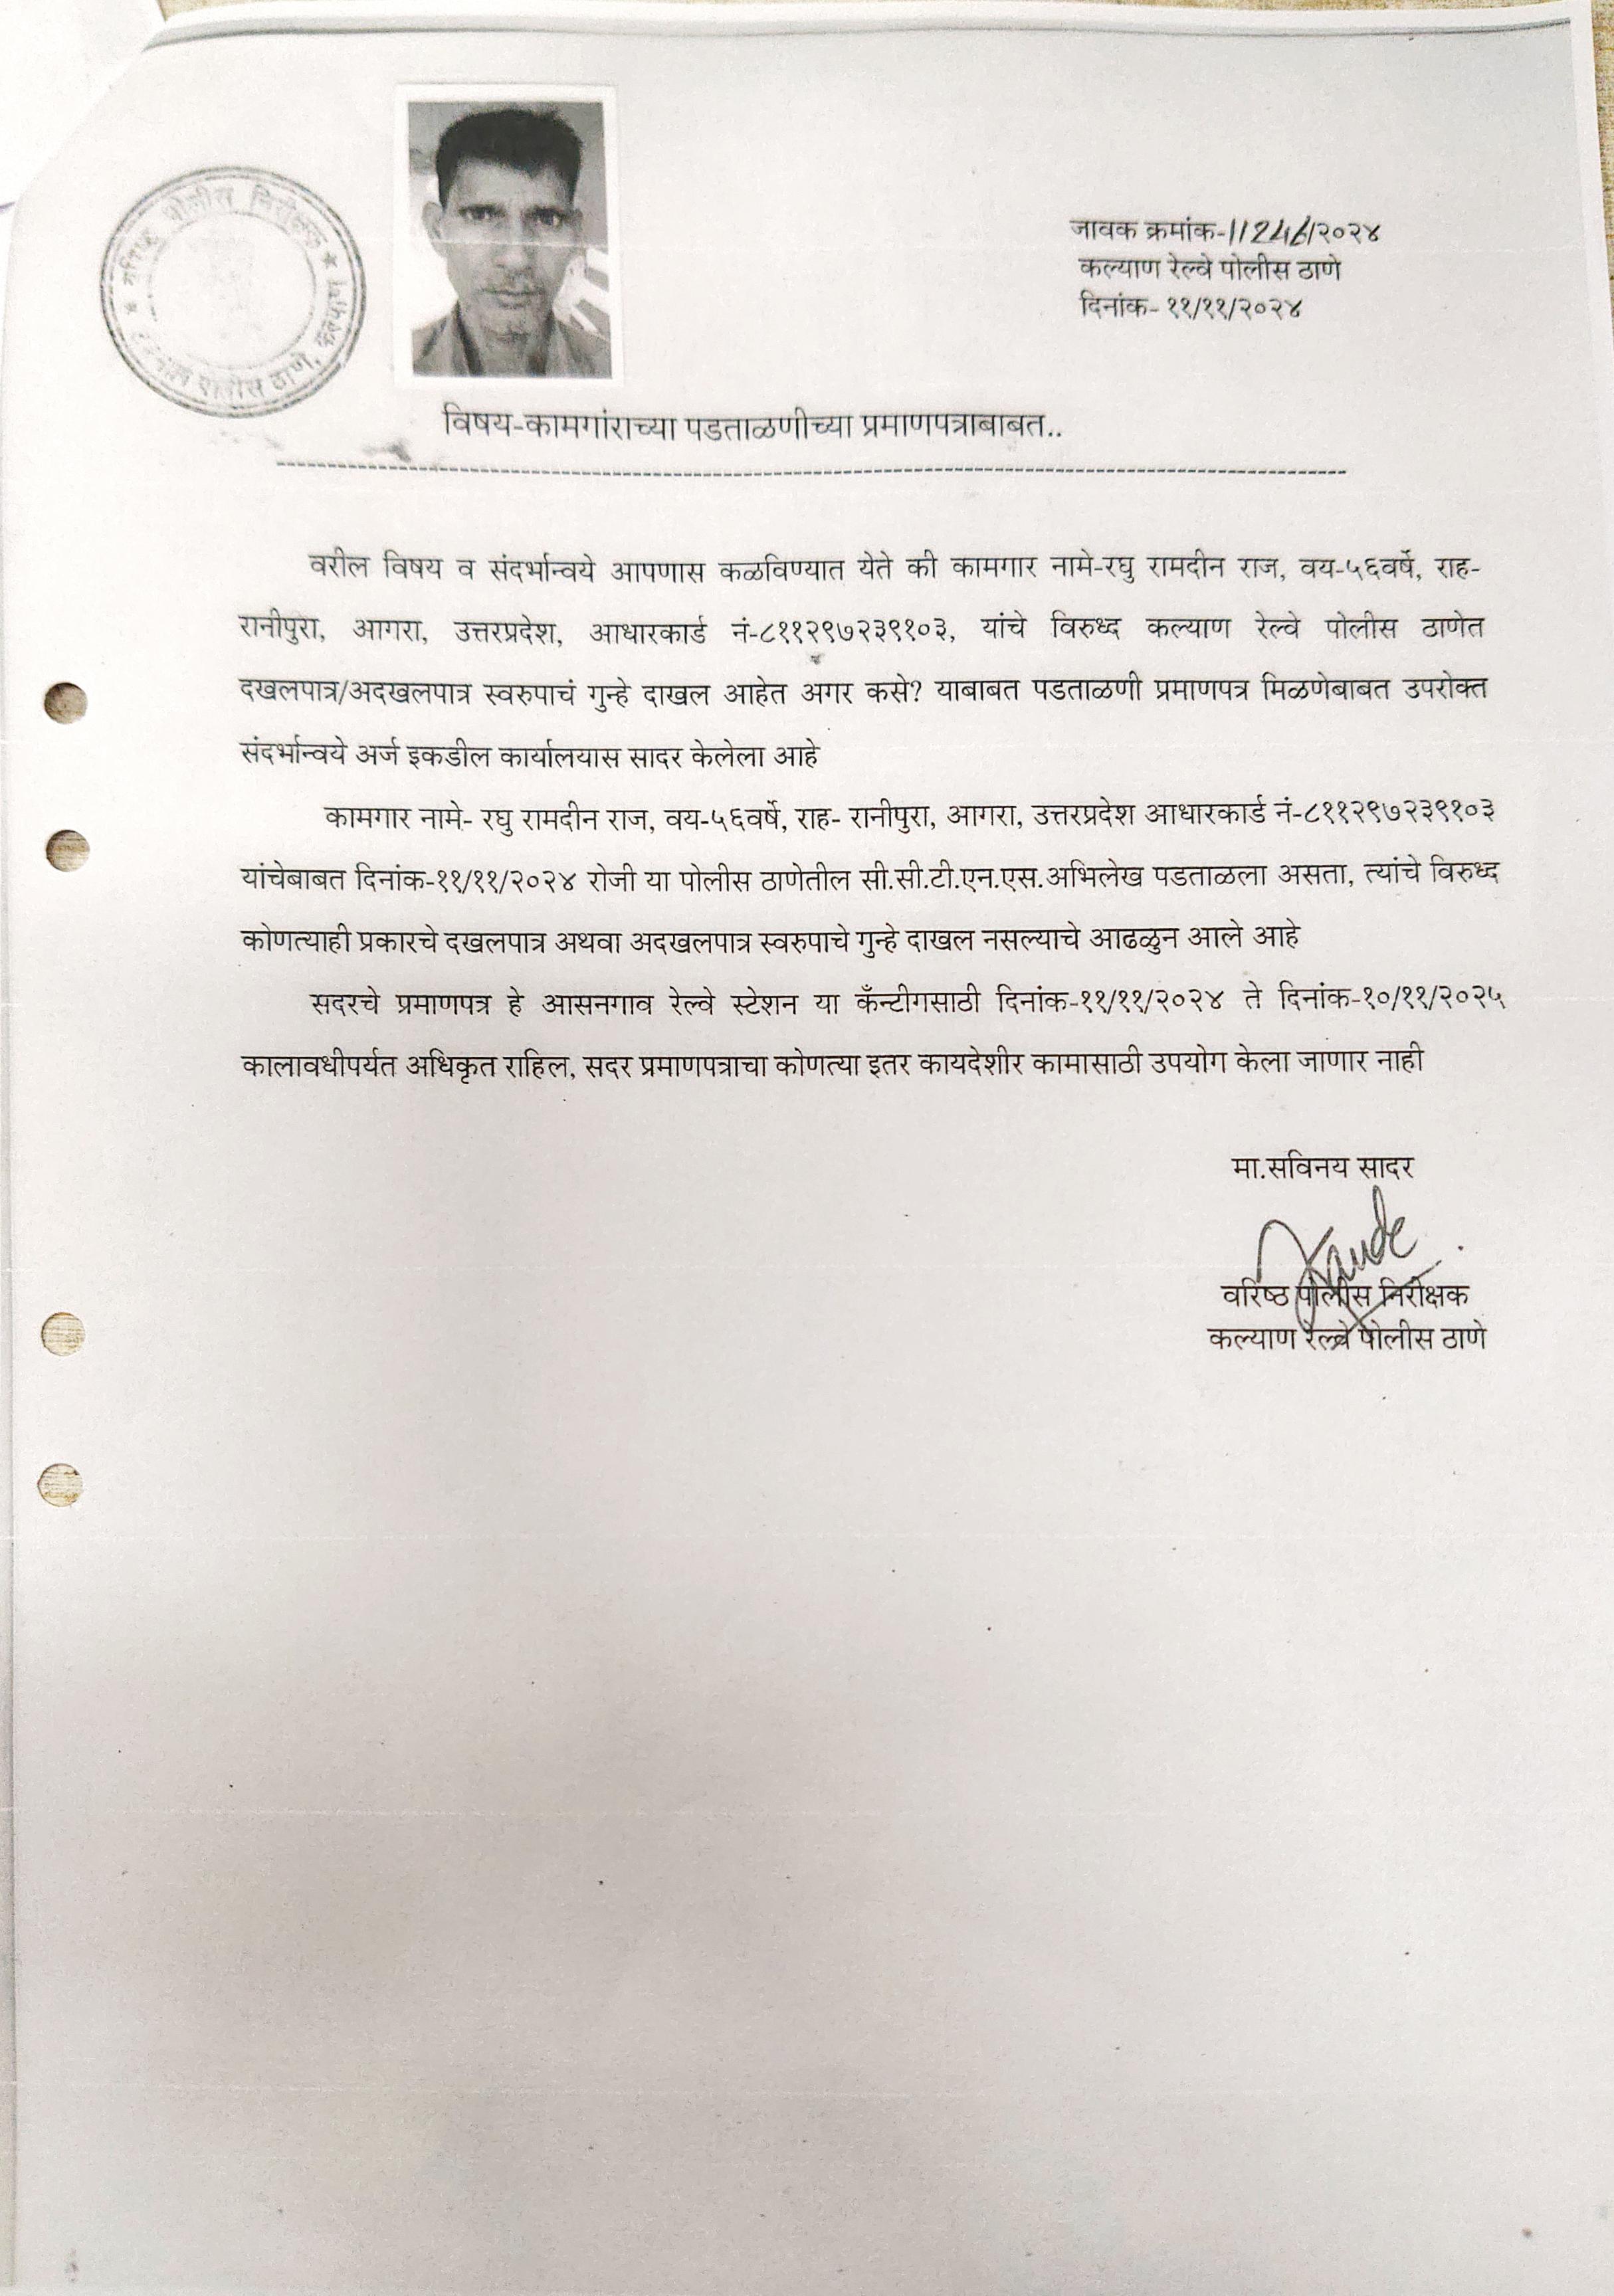 पोलीस निरीक्षक ★
पोलीस ठाणे, कल्याण
जावक क्रमांक-11246/२०२४
कल्याण रेल्वे पोलीस ठाणे
दिनांक- ११/११/२०२४
विषय-कामगांराच्या पडताळणीच्या प्रमाणपत्राबाबत..
वरील विषय व संदर्भान्वये आपणास कळविण्यात येते की कामगार नामे-रघु रामदीन राज, वय-५६वर्षे, राह-
रानीपुरा, आगरा, उत्तरप्रदेश, आधारकार्ड नं-८११२९७२३९१०३, यांचे विरुध्द कल्याण रेल्वे पोलीस ठाणेत
दखलपात्र/अदखलपात्र स्वरुपाचं गुन्हे दाखल आहेत अगर कसे? याबाबत पडताळणी प्रमाणपत्र मिळणेबाबत उपरोक्त
संदर्भान्वये अर्ज इकडील कार्यालयास सादर केलेला आहे
कामगार नामे- रघु रामदीन राज, वय-५६वर्षे, राह- रानीपुरा, आगरा, उत्तरप्रदेश आधारकार्ड नं-८११२९७२३९१०३
यांचेबाबत दिनांक-११/११/२०२४ रोजी या पोलीस ठाणेतील सी.सी.टी.एन.एस.अभिलेख पडताळला असता, त्यांचे विरुध्द
कोणत्याही प्रकारचे दखलपात्र अथवा अदखलपात्र स्वरुपाचे गुन्हे दाखल नसल्याचे आढळुन आले आहे
सदरचे प्रमाणपत्र हे आसनगाव रेल्वे स्टेशन या कॅंन्टीगसाठी दिनांक-११/११/२०२४ ते दिनांक-१०/११/२०२५
कालावधीपर्यत अधिकृत राहिल, सदर प्रमाणपत्राचा कोणत्या इतर कायदेशीर कामासाठी उपयोग केला जाणार नाही
मा.सविनय सादर
वरिष्ठ पोलीस निरीक्षक
कल्याण रेल्वे पोलीस ठाणे